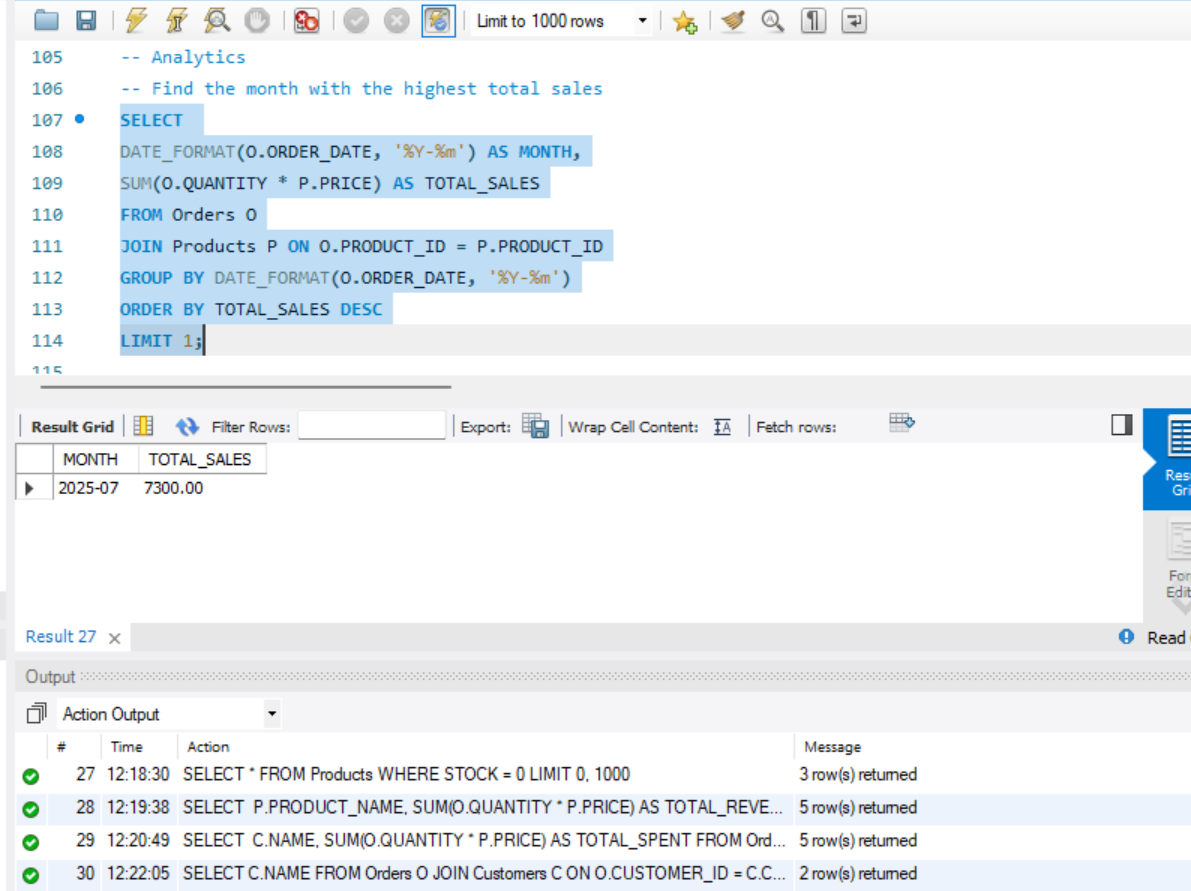 Limit to 1000 rows
105 -- Analytics
106 -- Find the month with the highest total sales
107 SELECT
108 DATE_FORMAT(O.ORDER_DATE, '%Y-%m') AS MONTH,
109 SUM(O.QUANTITY * P.PRICE) AS TOTAL_SALES
110 FROM Orders O
111 JOIN Products P ON O.PRODUCT_ID = P.PRODUCT_ID
112 GROUP BY DATE_FORMAT(O.ORDER_DATE, '%Y-%m')
113 ORDER BY TOTAL_SALES DESC
114 LIMIT 1;
115
Result Grid Filter Rows: Export: Wrap Cell Content: Fetch rows:
MONTH TOTAL_SALES
2025-07 7300.00
Result 27
Read
Output
Action Output
# Time Action Message
27 12:18:30 SELECT * FROM Products WHERE STOCK = 0 LIMIT 0, 1000 3 row(s) returned
28 12:19:38 SELECT P.PRODUCT_NAME, SUM(O.QUANTITY * P.PRICE) AS TOTAL_REVE... 5 row(s) returned
29 12:20:49 SELECT C.NAME, SUM(O.QUANTITY * P.PRICE) AS TOTAL_SPENT FROM Ord... 5 row(s) returned
30 12:22:05 SELECT C.NAME FROM Orders O JOIN Customers C ON O.CUSTOMER_ID = C.C... 2 row(s) returned